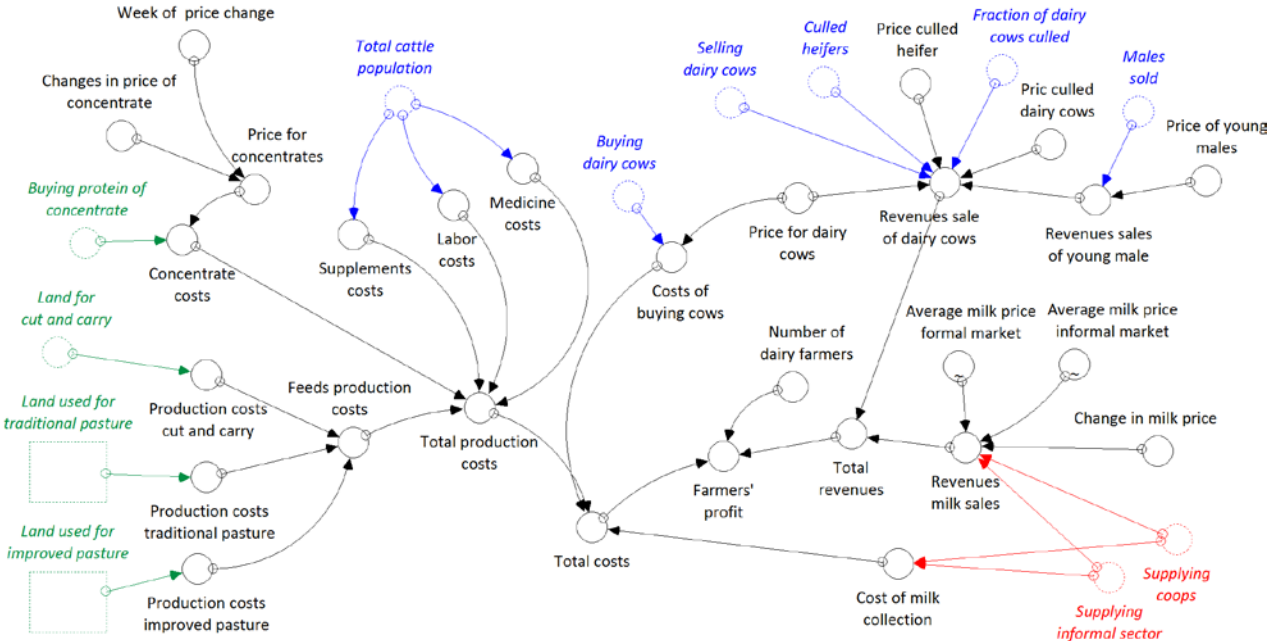 Week of price change
Changes in price of
concentrate
Price for
concentrates
Buying protein of
concentrate
Concentrate
costs
Total cattle
population
Supplements
costs
Labor
costs
Medicine
costs
Land for
cut and carry
Production costs
cut and carry
Land used for
traditional pasture
Production costs
traditional pasture
Land used for
improved pasture
Production costs
improved pasture
Feeds production
costs
Total production
costs
Buying
dairy cows
Costs of
buying cows
Price for dairy
cows
Selling
dairy cows
Culled
heifers
Price culled
heifer
Fraction of dairy
cows culled
Pric culled
dairy cows
Males
sold
Price of young
males
Revenues sale
of dairy cows
Revenues sales
of young male
Number of
dairy farmers
Average milk price
formal market
Average milk price
informal market
Change in milk price
Farmers'
profit
Total
revenues
Revenues
milk sales
Total costs
Cost of milk
collection
Supplying
coops
Supplying
informal sector
~
~